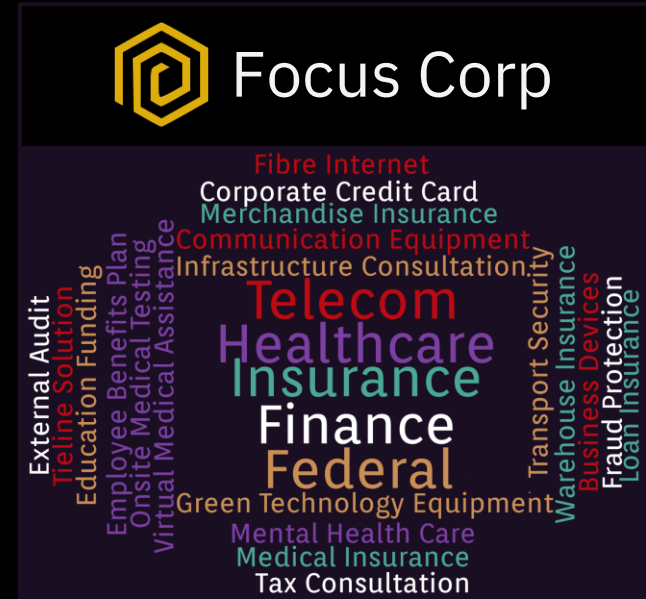 Focus Corp
Fibre Internet
Corporate Credit Card
Merchandise Insurance
Communication Equipment
Infrastructure Consultation
Telecom
Healthcare
Insurance
Finance
Federal
Green Technology Equipment
Mental Health Care
Medical Insurance
Tax Consultation
External Audit
Tieline Solution
Education Funding
Employee Benefits Plan
Onsite Medical Testing
Virtual Medical Assistance
Transport Security
Warehouse Insurance
Business Devices
Fraud Protection
Loan Insurance